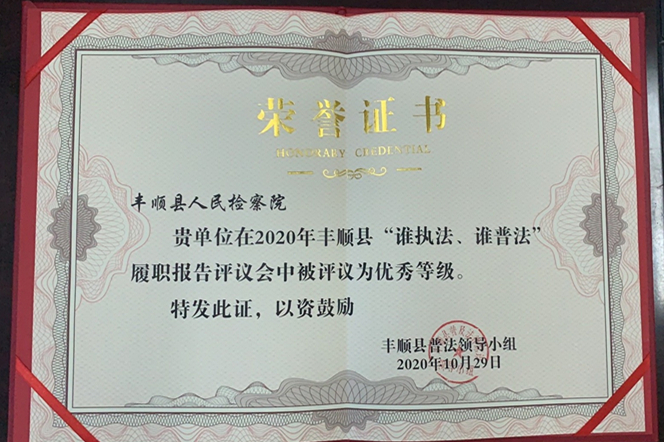 荣誉证书
HONORARY CREDENTIAL
丰顺县人民检察院
贵单位在2020年丰顺县“谁执法、谁普法”
履职报告评议会中被评议为优秀等级。
特发此证，以资鼓励
丰顺县普法领导小组
2020年10月29日